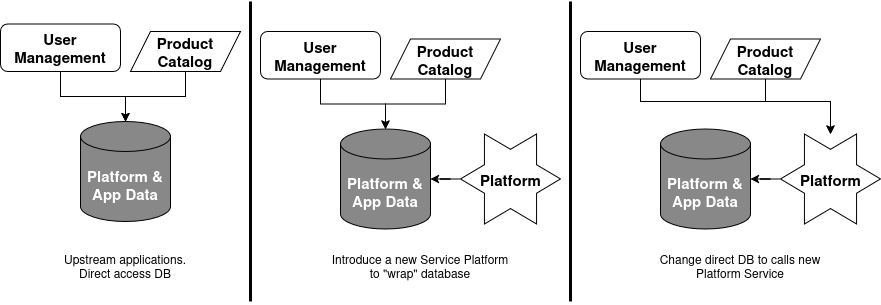 User
Management
Product
Catalog
Platform &
App Data
Upstream applications.
Direct access DB
User
Management
Product
Catalog
Platform &
App Data
Platform
Introduce a new Service Platform
to "wrap" database
User
Management
Product
Catalog
Platform &
App Data
Platform
Change direct DB to calls new
Platform Service